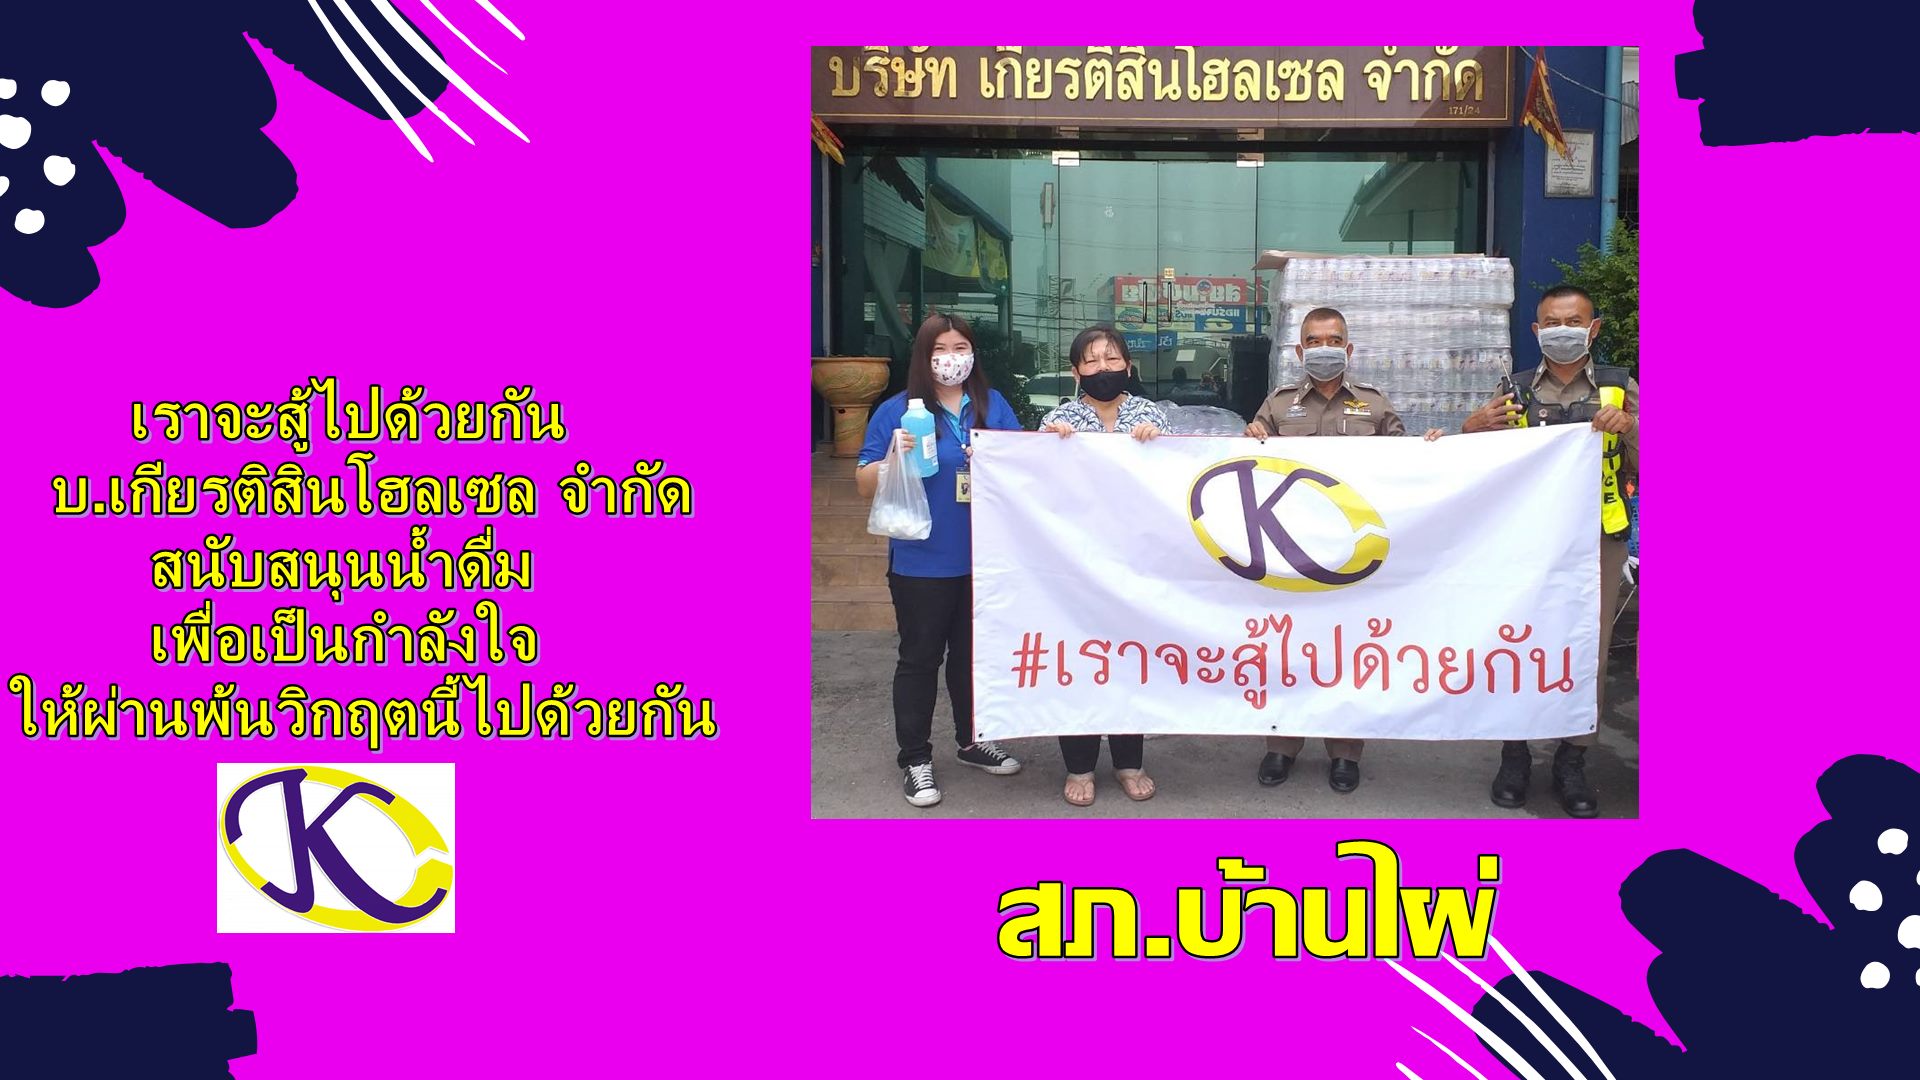 เราจะสู้ไปด้วยกัน
บ.เกียรติสินโฮลเซล จำกัด
สนับสนุนน้ำดื่ม
เพื่อเป็นกำลังใจ
ให้ผ่านพ้นวิกฤตนี้ไปด้วยกัน
K
บริษัท เกียรติสินโฮลเซล จำกัด
171/24
K
#เราจะสู้ไปด้วยกัน
สภ.บ้านไผ่